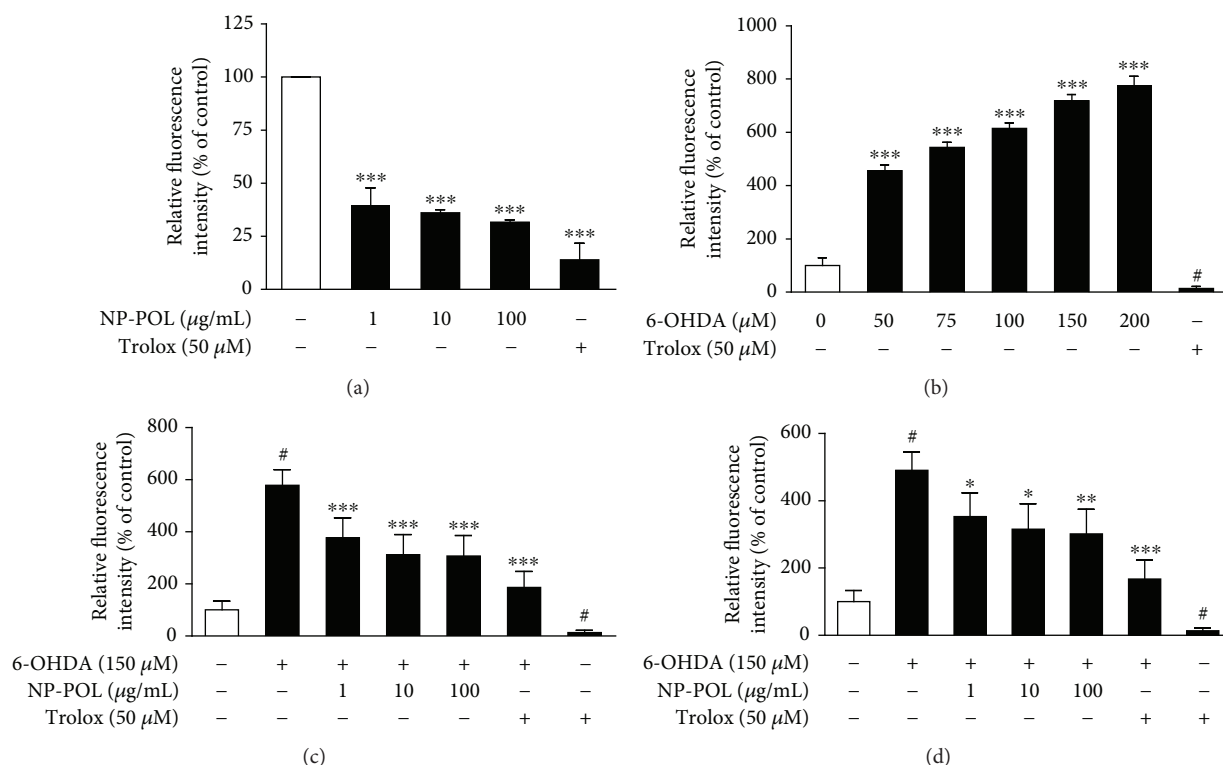 Relative fluorescence
intensity (% of control)
125
100
75
50
25
0
***
***
***
***
NP-POL (μg/mL) – 1 10 100 –
Trolox (50 μM) – – – – +
(a)
Relative fluorescence
intensity (% of control)
1000
800
600
400
200
0
***
***
***
***
***
#
6-OHDA (μM) 0 50 75 100 150 200 –
Trolox (50 μM) – – – – – – +
(b)
Relative fluorescence
intensity (% of control)
800
600
400
200
0
#
***
***
***
***
#
6-OHDA (150 μM) – + + + + + –
NP-POL (μg/mL) – – 1 10 100 – –
Trolox (50 μM) – – – – – + +
(c)
Relative fluorescence
intensity (% of control)
600
400
200
0
#
*
*
**
***
#
6-OHDA (150 μM) – + + + + + –
NP-POL (μg/mL) – – 1 10 100 – –
Trolox (50 μM) – – – – – + +
(d)